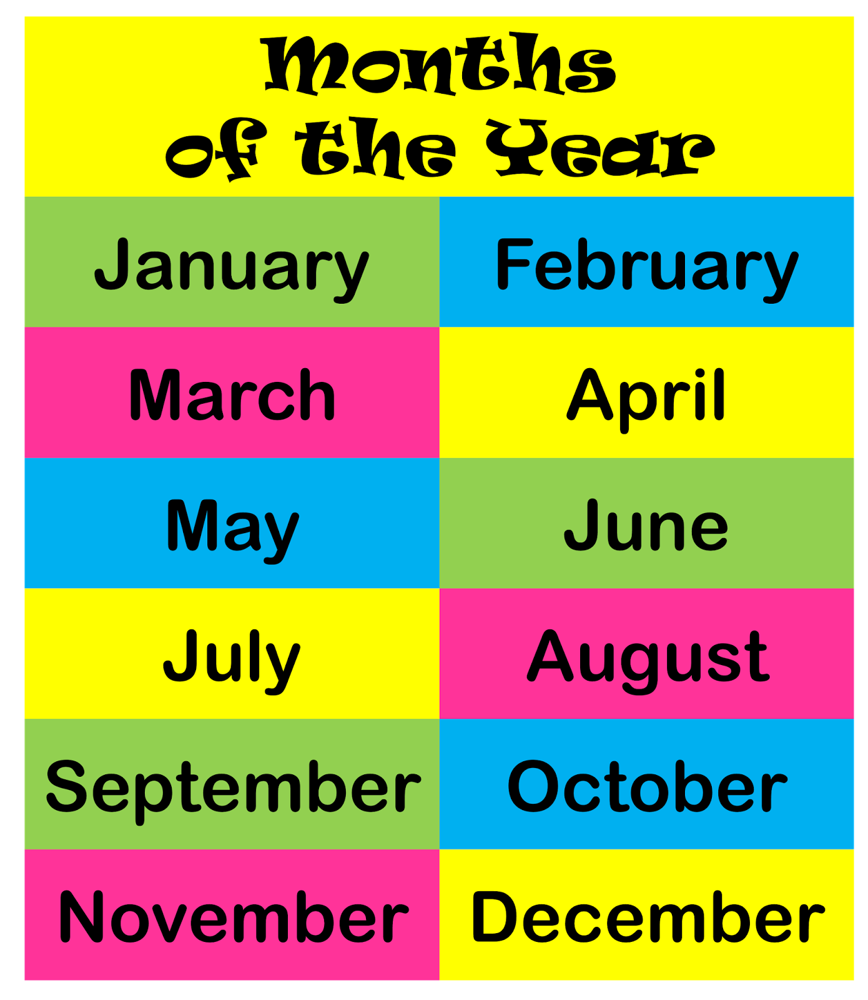 Months
of the Year
January
February
March
April
May
June
July
August
September
October
November
December